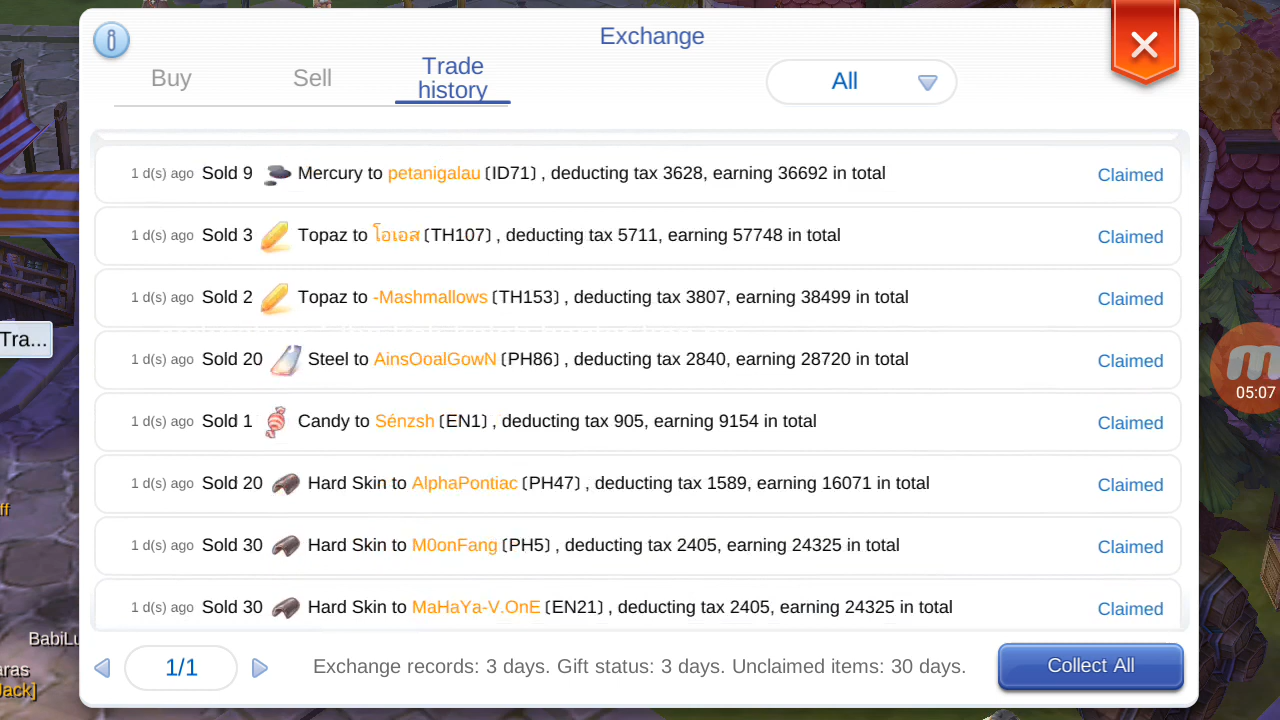 Exchange
Buy
Sell
Trade
history
All
1 d(s) ago Sold 9 Mercury to petanigalau (ID71) , deducting tax 3628, earning 36692 in total Claimed
1 d(s) ago Sold 3 Topaz to โอเอส (TH107) , deducting tax 5711, earning 57748 in total Claimed
1 d(s) ago Sold 2 Topaz to -Mashmallows (TH153) , deducting tax 3807, earning 38499 in total Claimed
Tra...
1 d(s) ago Sold 20 Steel to AinsOoalGowN (PH86) , deducting tax 2840, earning 28720 in total Claimed
05:07
1 d(s) ago Sold 1 Candy to Sénzsh (EN1) , deducting tax 905, earning 9154 in total Claimed
1 d(s) ago Sold 20 Hard Skin to AlphaPontiac (PH47) , deducting tax 1589, earning 16071 in total Claimed
ff
1 d(s) ago Sold 30 Hard Skin to M0onFang (PH5) , deducting tax 2405, earning 24325 in total Claimed
1 d(s) ago Sold 30 Hard Skin to MaHaYa-V.OnE (EN21) , deducting tax 2405, earning 24325 in total Claimed
BabiLu
aras
Jack]
1/1
Exchange records: 3 days. Gift status: 3 days. Unclaimed items: 30 days.
Collect All